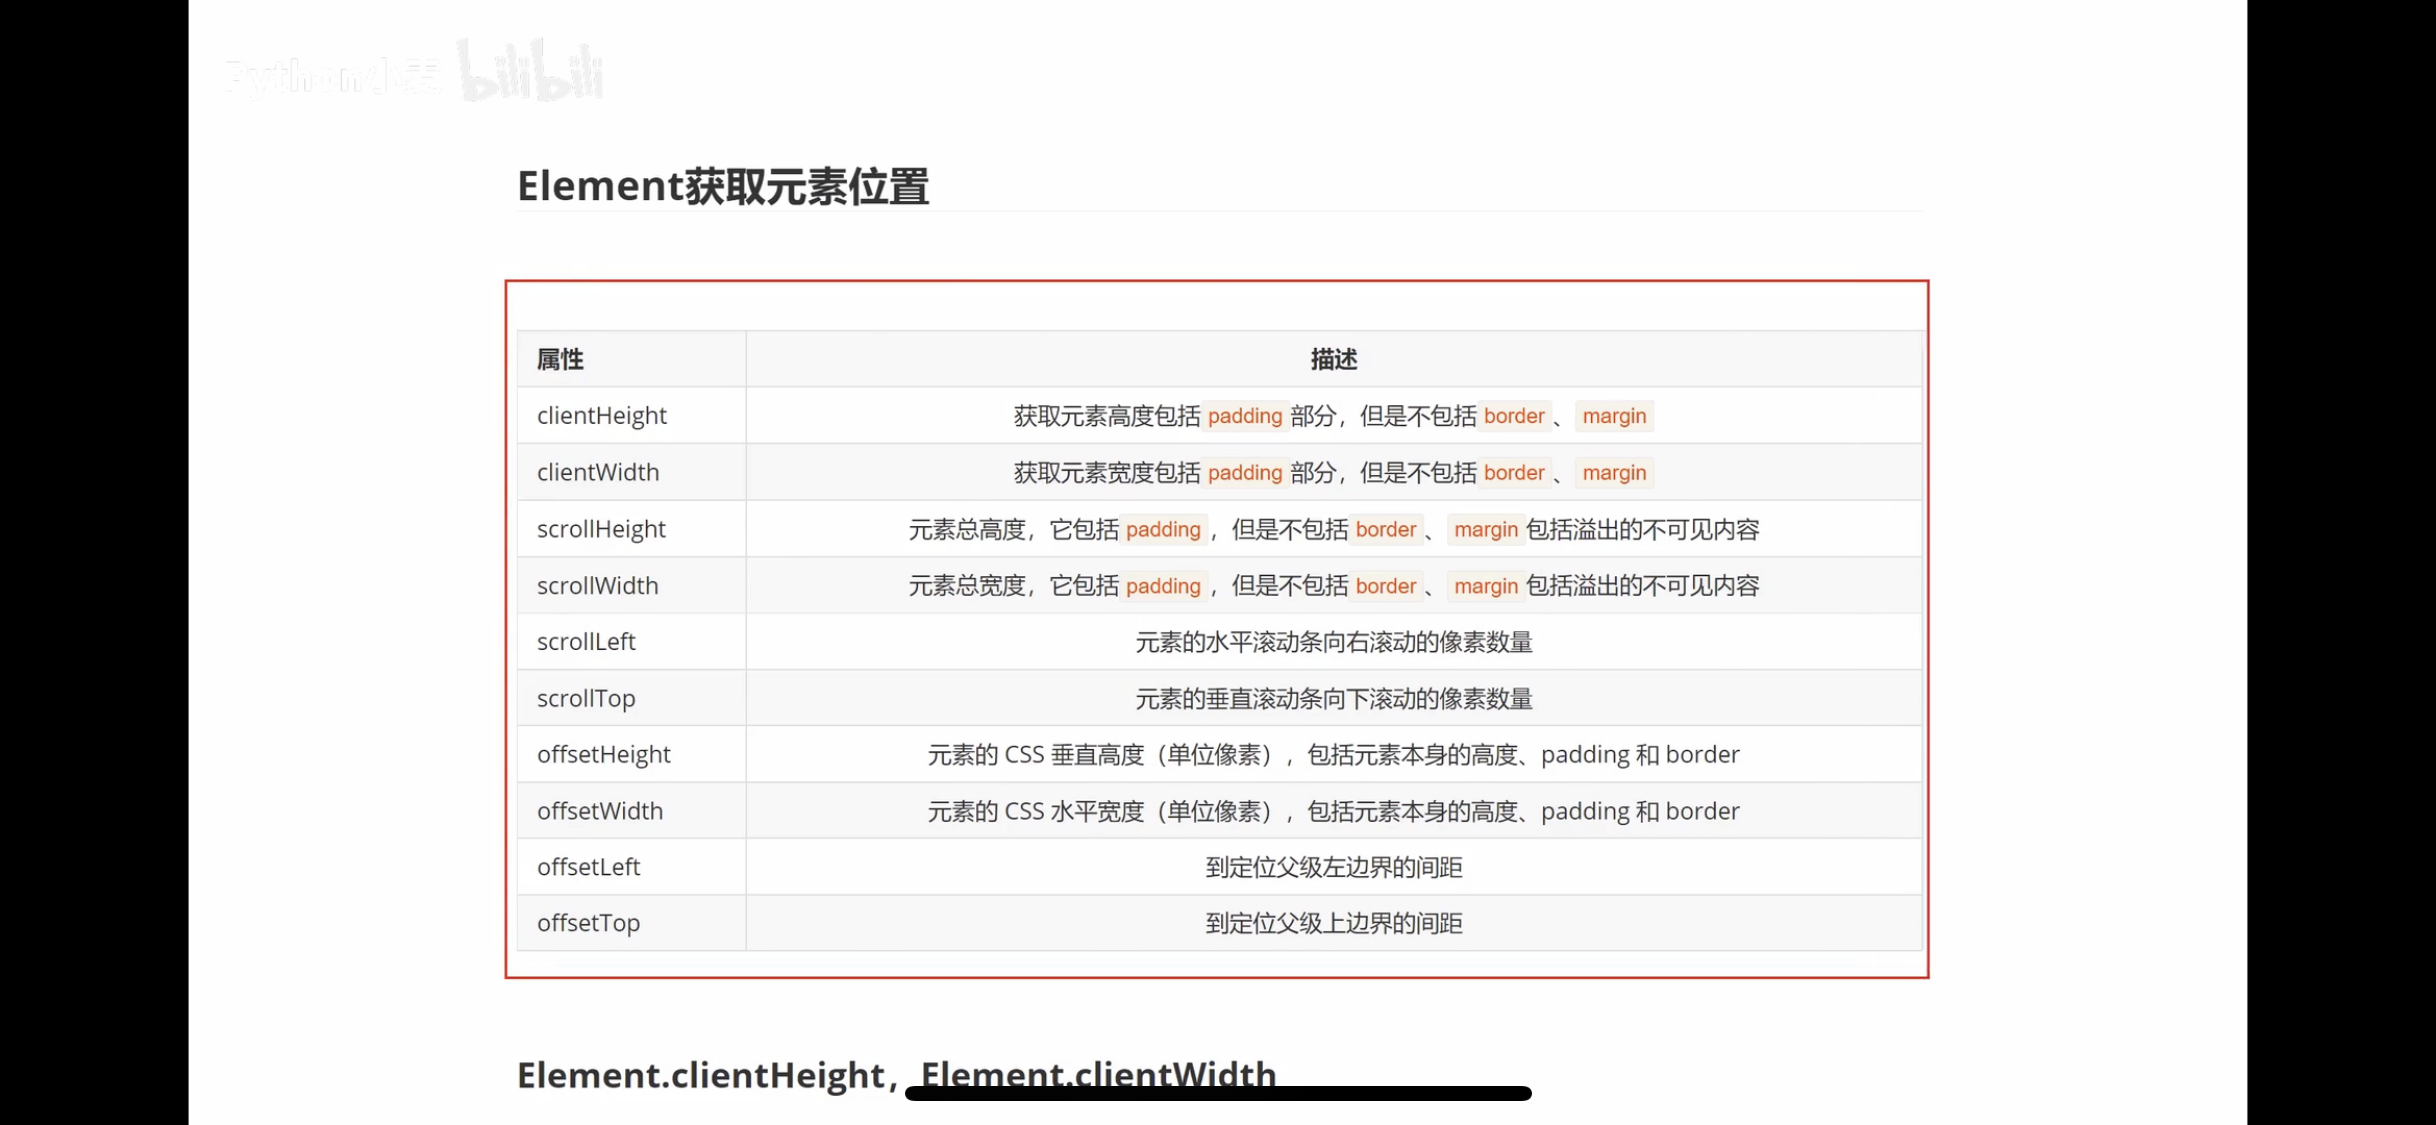 Python小麦 bilibili
Element获取元素位置
属性 描述
clientHeight 获取元素高度包括 padding 部分，但是不包括 border 、 margin
clientWidth 获取元素宽度包括 padding 部分，但是不包括 border 、 margin
scrollHeight 元素总高度，它包括 padding ，但是不包括 border 、 margin 包括溢出的不可见内容
scrollWidth 元素总宽度，它包括 padding ，但是不包括 border 、 margin 包括溢出的不可见内容
scrollLeft 元素的水平滚动条向右滚动的像素数量
scrollTop 元素的垂直滚动条向下滚动的像素数量
offsetHeight 元素的 CSS 垂直高度（单位像素），包括元素本身的高度、padding 和 border
offsetWidth 元素的 CSS 水平宽度（单位像素），包括元素本身的高度、padding 和 border
offsetLeft 到定位父级左边界的间距
offsetTop 到定位父级上边界的间距
Element.clientHeight，Element.clientWidth